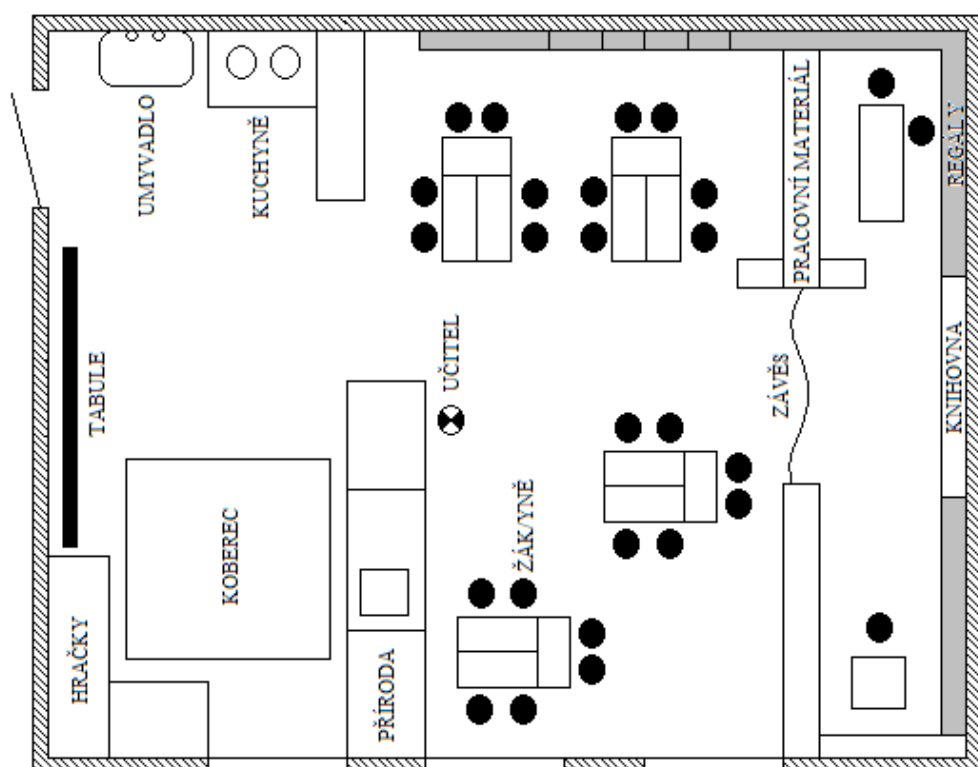 UMYVADLO
KUCHYNĚ
PRACOVNÍ MATERIÁL
REGÁLY
TABULE
UČITEL
ZÁVĚS
KNIHOVNA
KOBEREC
ŽÁK/YNĚ
HRAČKY
PŘÍRODA